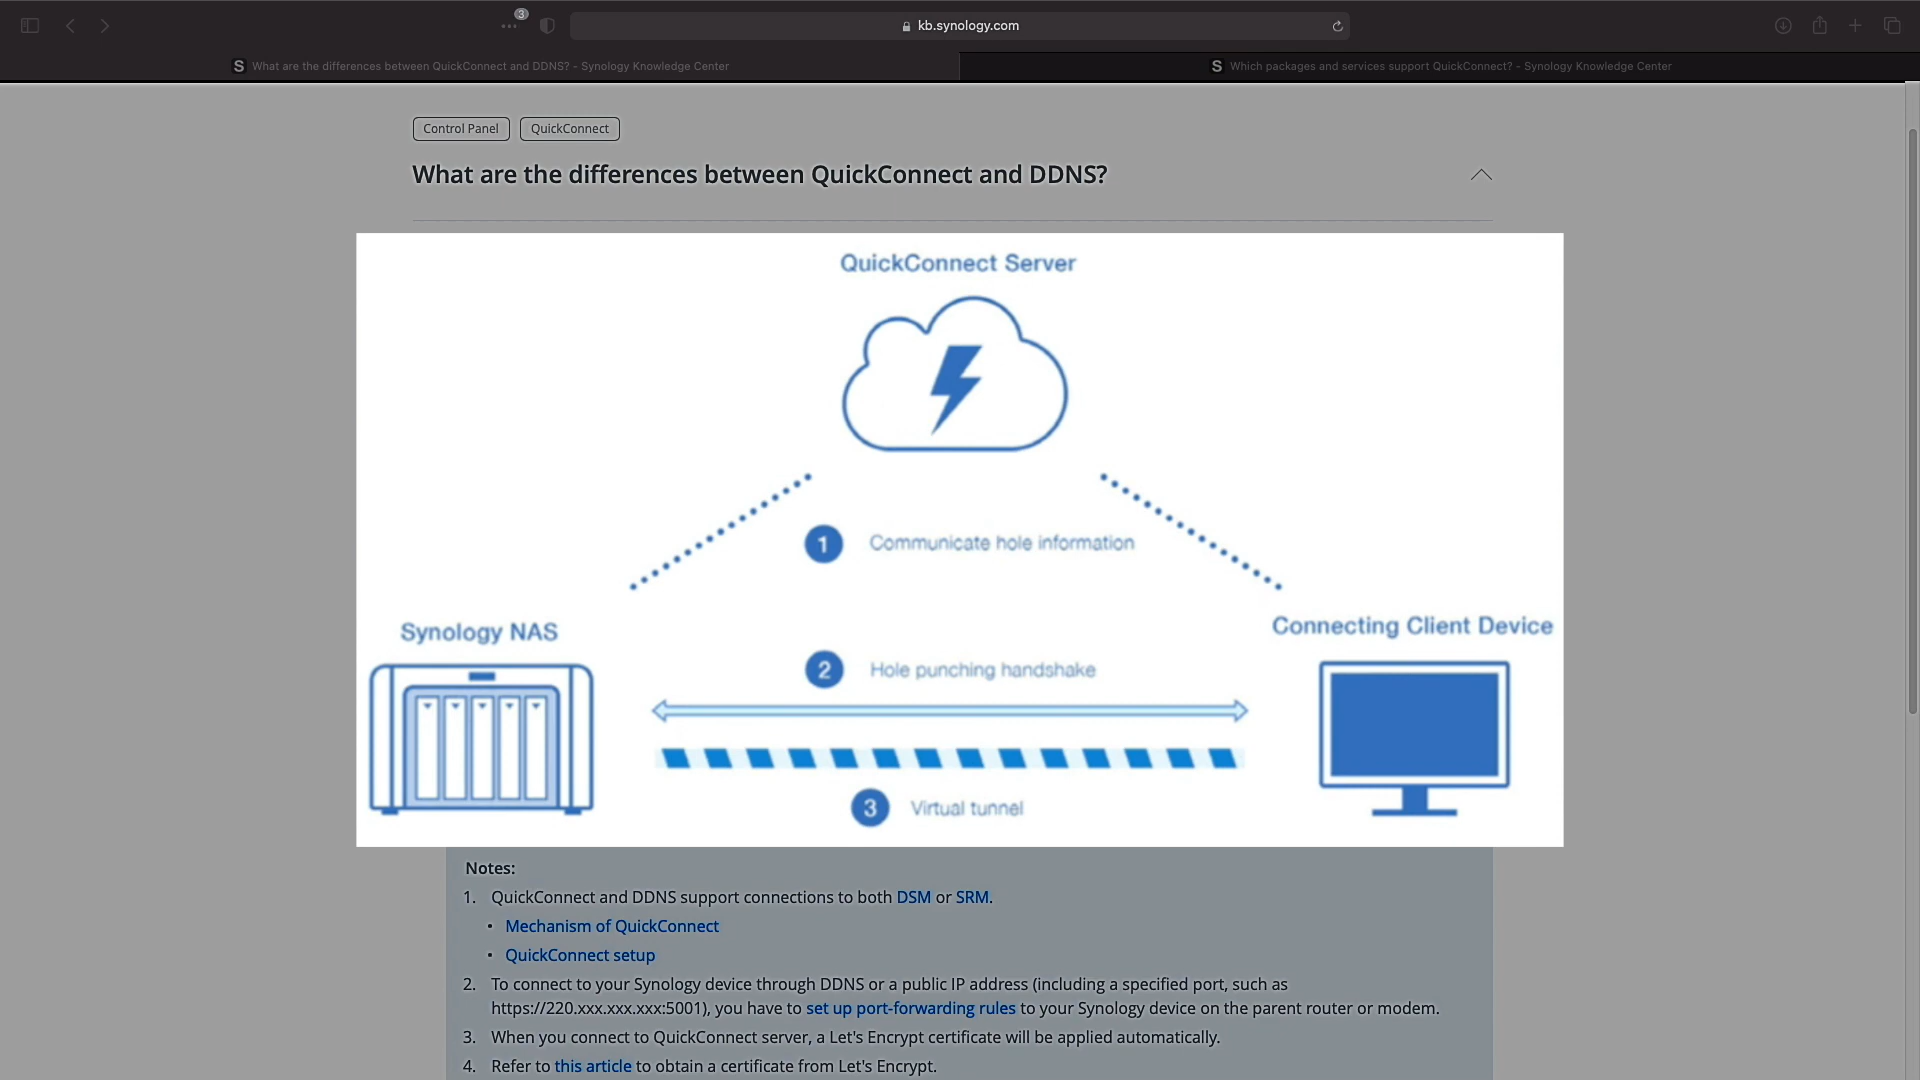 3
kb.synology.com
S What are the differences between QuickConnect and DDNS? - Synology Knowledge Center
S Which packages and services support QuickConnect? - Synology Knowledge Center
Control Panel
QuickConnect
What are the differences between QuickConnect and DDNS?
QuickConnect Server
1 Communicate hole information
Synology NAS
Connecting Client Device
2 Hole punching handshake
3 Virtual tunnel
Notes:
1. QuickConnect and DDNS support connections to both DSM or SRM.
• Mechanism of QuickConnect
• QuickConnect setup
2. To connect to your Synology device through DDNS or a public IP address (including a specified port, such as
https://220.xxx.xxx.xxx:5001), you have to set up port-forwarding rules to your Synology device on the parent router or modem.
3. When you connect to QuickConnect server, a Let's Encrypt certificate will be applied automatically.
4. Refer to this article to obtain a certificate from Let's Encrypt.